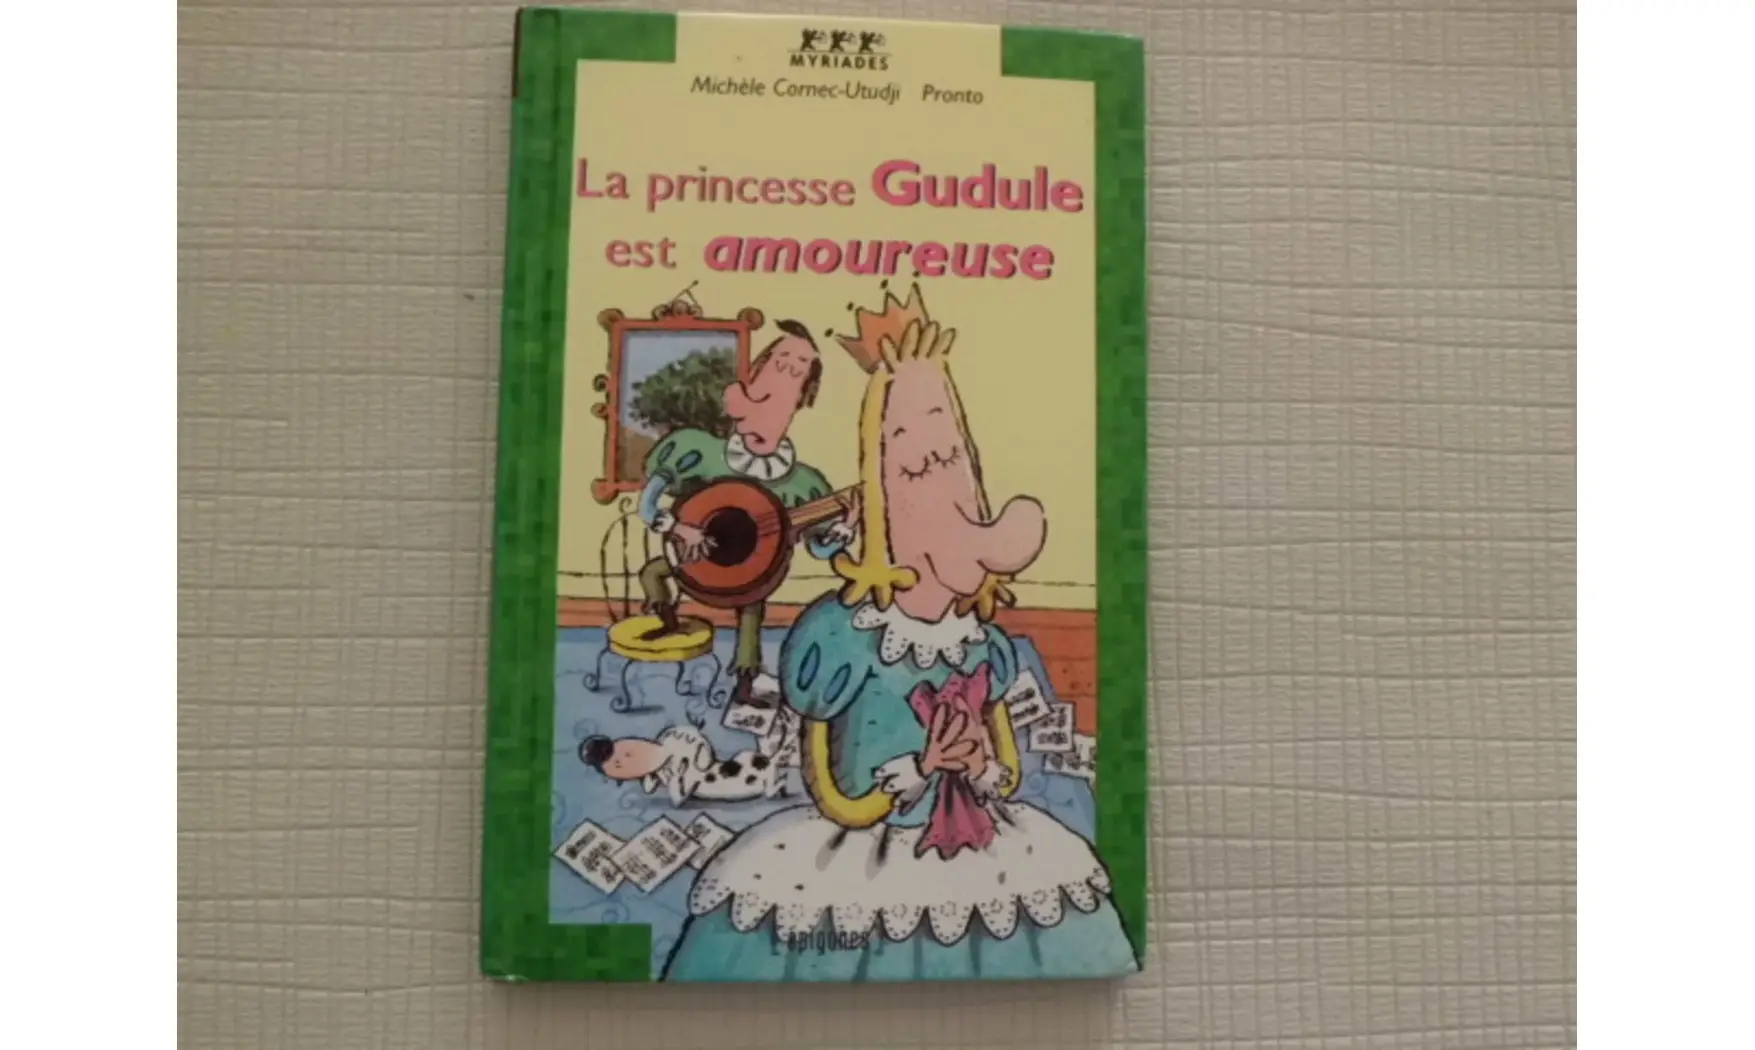 MYRIADES
Michèle Cornec-Utudji Pronto
La princesse Gudule
est amoureuse
[épigones]